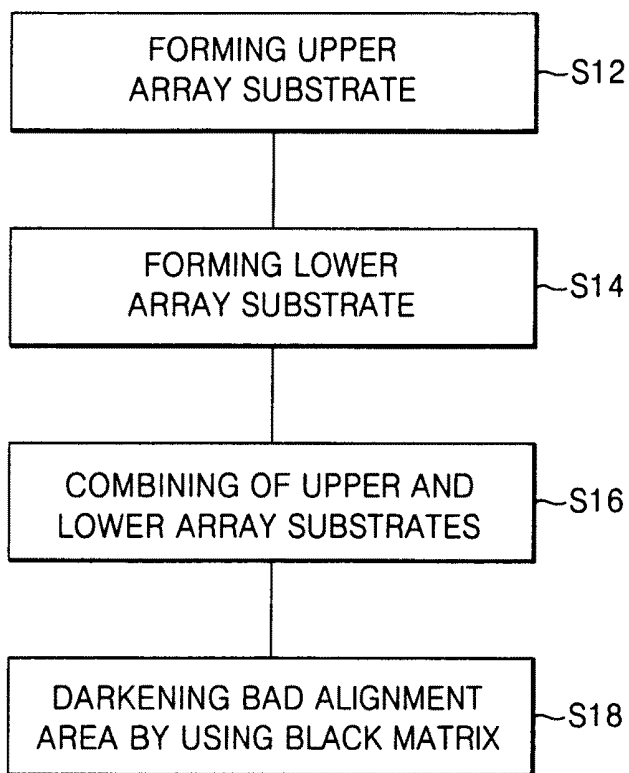 FORMING UPPER
ARRAY SUBSTRATE
S12
FORMING LOWER
ARRAY SUBSTRATE
S14
COMBINING OF UPPER AND
LOWER ARRAY SUBSTRATES
S16
DARKENING BAD ALIGNMENT
AREA BY USING BLACK MATRIX
S18